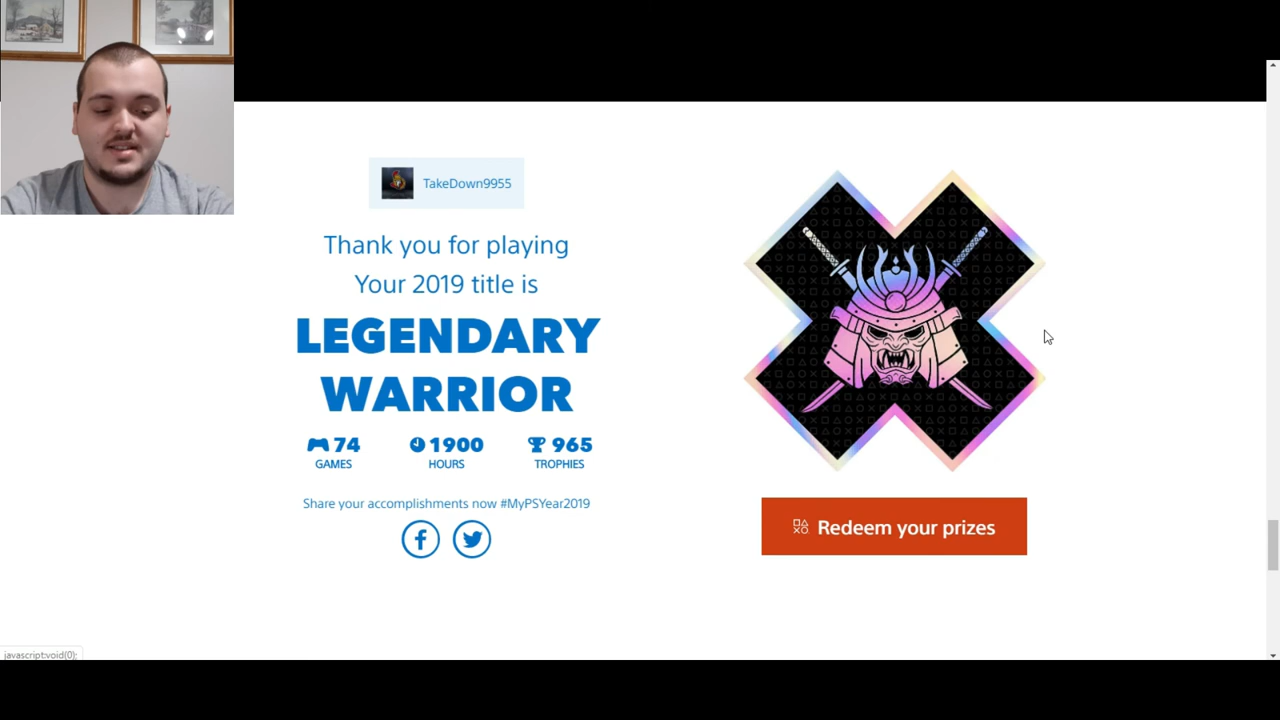 TakeDown9955
Thank you for playing
Your 2019 title is
LEGENDARY
WARRIOR
74
GAMES
1900
HOURS
965
TROPHIES
Share your accomplishments now #MyPSYear2019
Redeem your prizes
javascript:void(0);